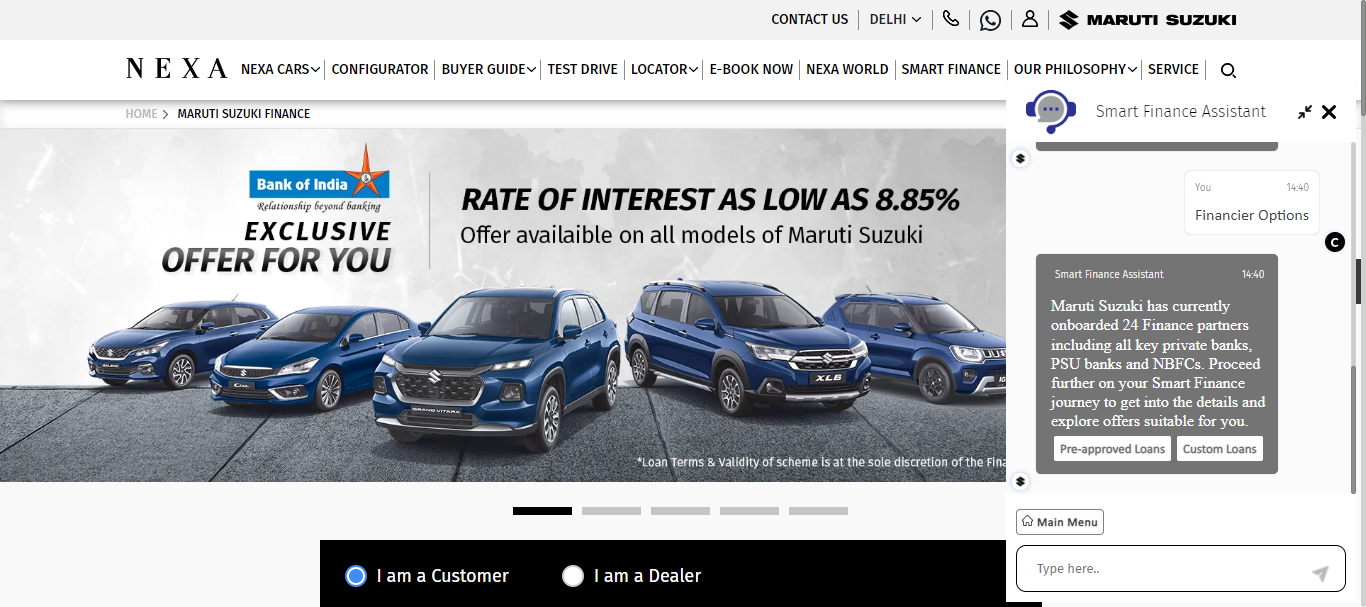 CONTACT US
DELHI
MARUTI SUZUKI
NEXA
NEXA CARS
CONFIGURATOR
BUYER GUIDE
TEST DRIVE
LOCATOR
E-BOOK NOW
NEXA WORLD
SMART FINANCE
OUR PHILOSOPHY
SERVICE
HOME
MARUTI SUZUKI FINANCE
Bank of India
Relationship beyond banking
EXCLUSIVE
OFFER FOR YOU
RATE OF INTEREST AS LOW AS 8.85%
Offer availaible on all models of Maruti Suzuki
BALENO
Ciaz
GRAND VITARA
XL6
IG
*Loan Terms & Validity of scheme is at the sole discretion of the Fina
I am a Customer
I am a Dealer
Smart Finance Assistant
You
14:40
Financier Options
C
Smart Finance Assistant
14:40
Maruti Suzuki has currently
onboarded 24 Finance partners
including all key private banks,
PSU banks and NBFCs. Proceed
further on your Smart Finance
journey to get into the details and
explore offers suitable for you.
Pre-approved Loans
Custom Loans
Main Menu
Type here..